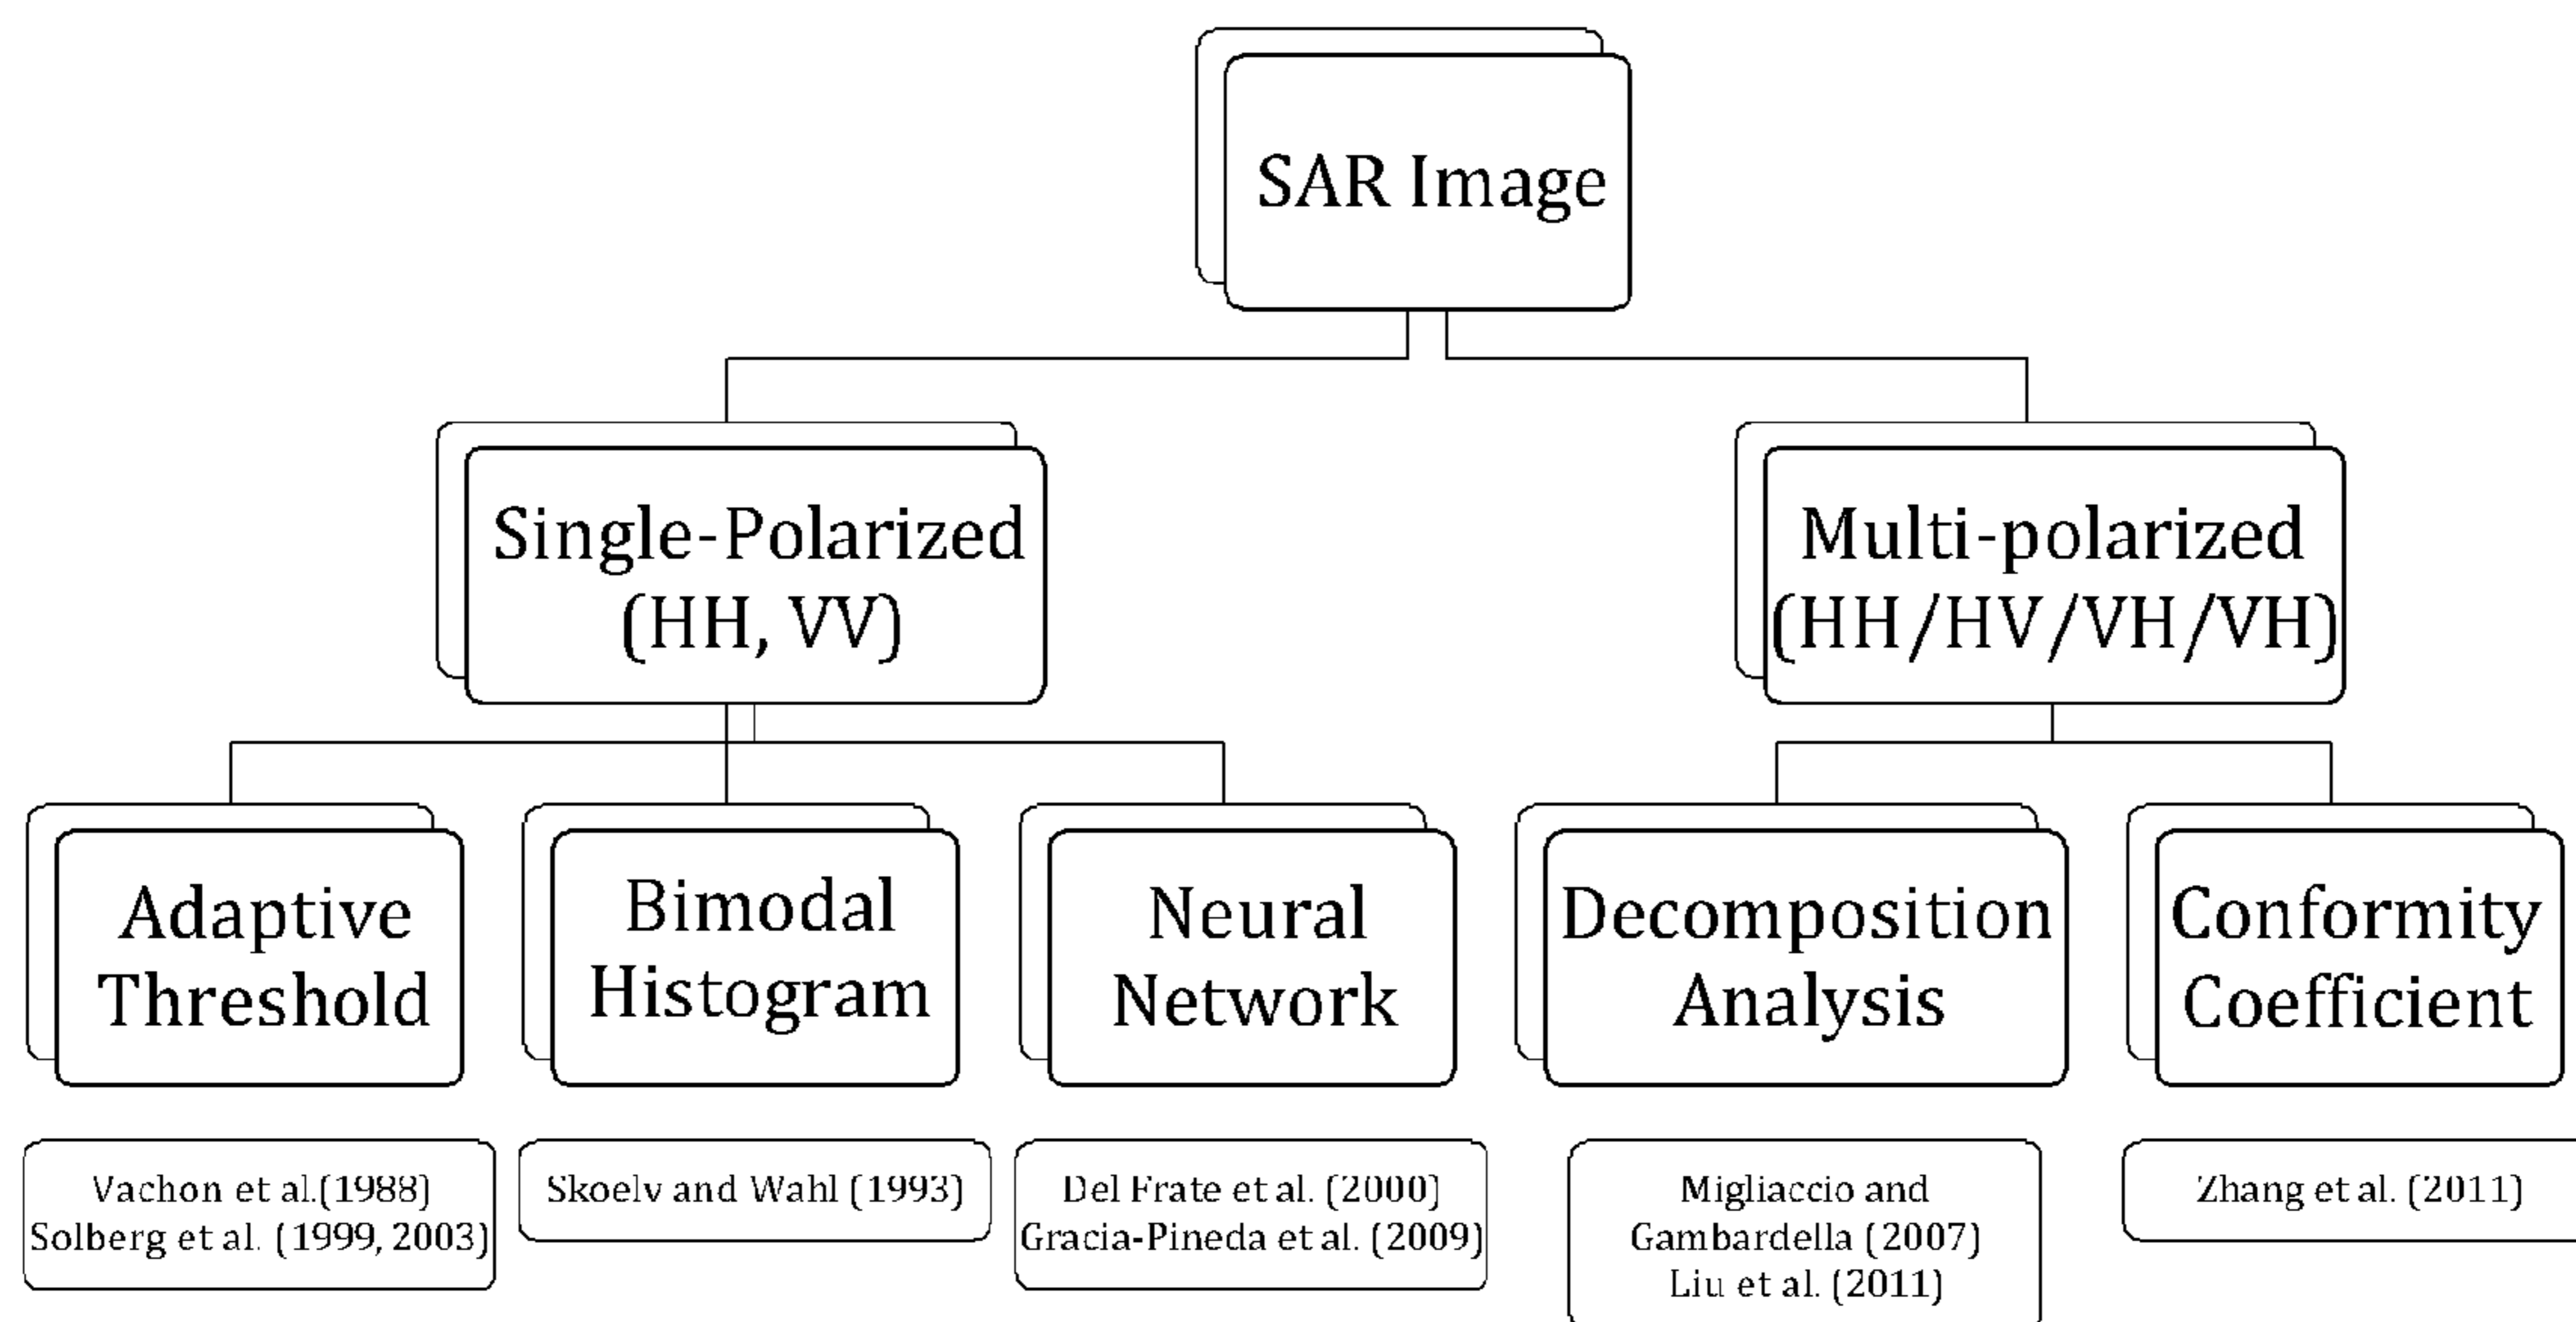 SAR Image
Single-Polarized
(HH, VV)
Multi-polarized
(HH/HV/VH/VH)
Adaptive
Threshold
Bimodal
Histogram
Neural
Network
Decomposition
Analysis
Conformity
Coefficient
Vachon et al.(1988)
Solberg et al. (1999, 2003)
Skoelv and Wahl (1993)
Del Frate et al. (2000)
Gracia-Pineda et al. (2009)
Migliaccio and
Gambardella (2007)
Liu et al. (2011)
Zhang et al. (2011)